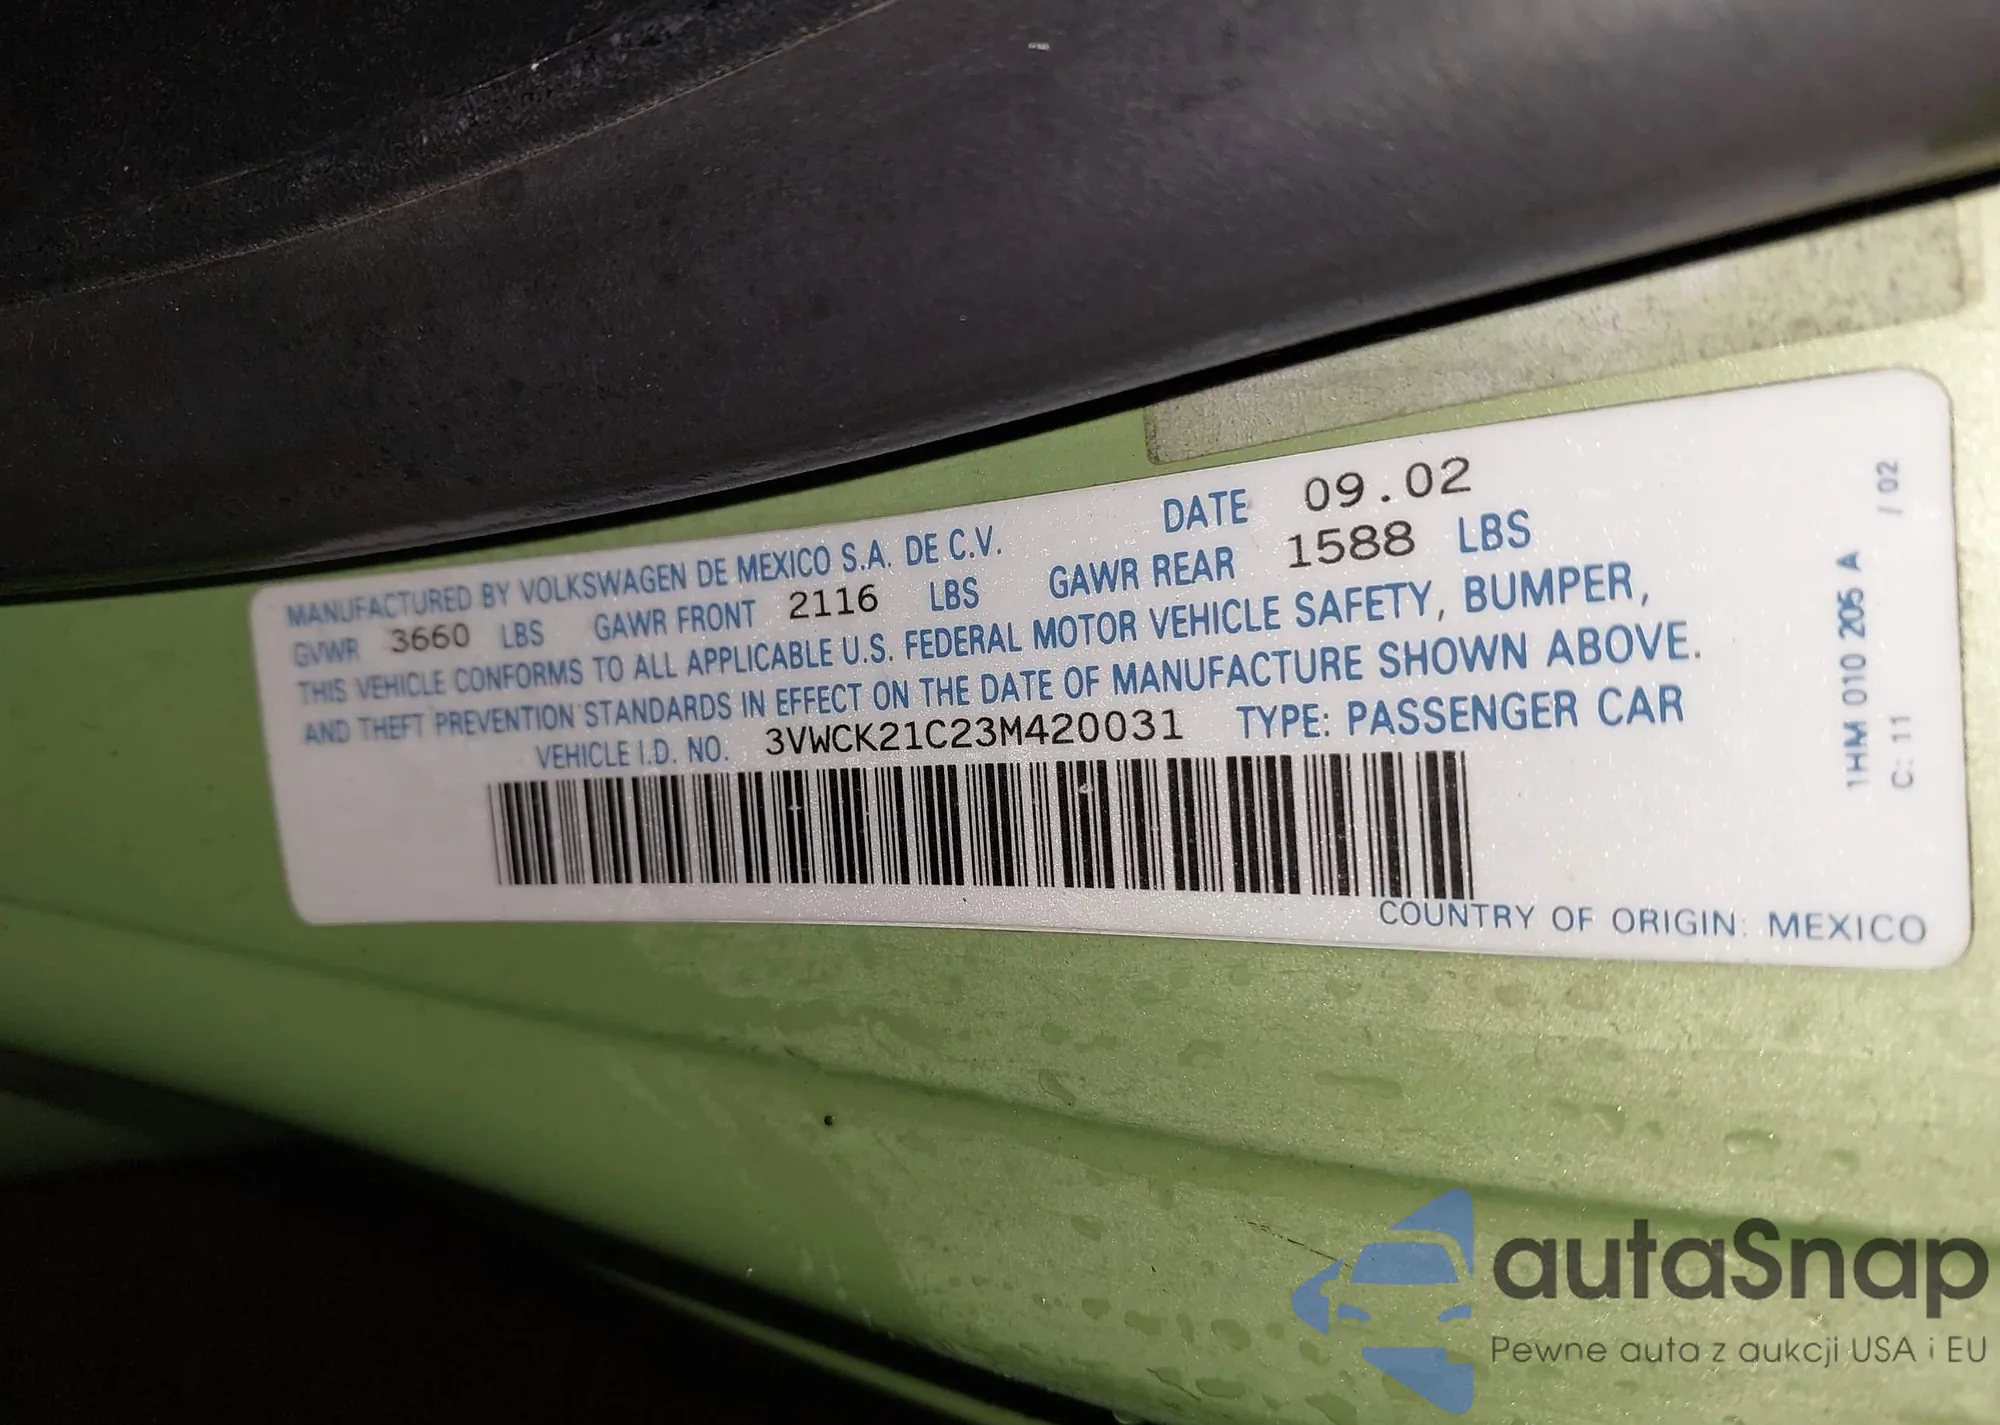 MANUFACTURED BY VOLKSWAGEN DE MEXICO S.A. DE C.V. DATE 09.02
GVWR 3660 LBS GAWR FRONT 2116 LBS GAWR REAR 1588 LBS
THIS VEHICLE CONFORMS TO ALL APPLICABLE U.S. FEDERAL MOTOR VEHICLE SAFETY, BUMPER,
AND THEFT PREVENTION STANDARDS IN EFFECT ON THE DATE OF MANUFACTURE SHOWN ABOVE.
VEHICLE I.D. NO. 3VWCK21C23M420031 TYPE: PASSENGER CAR
COUNTRY OF ORIGIN: MEXICO
1HM 010 205 A
C: 11 / 02
autaSnap
Pewne auta z aukcji USA i EU